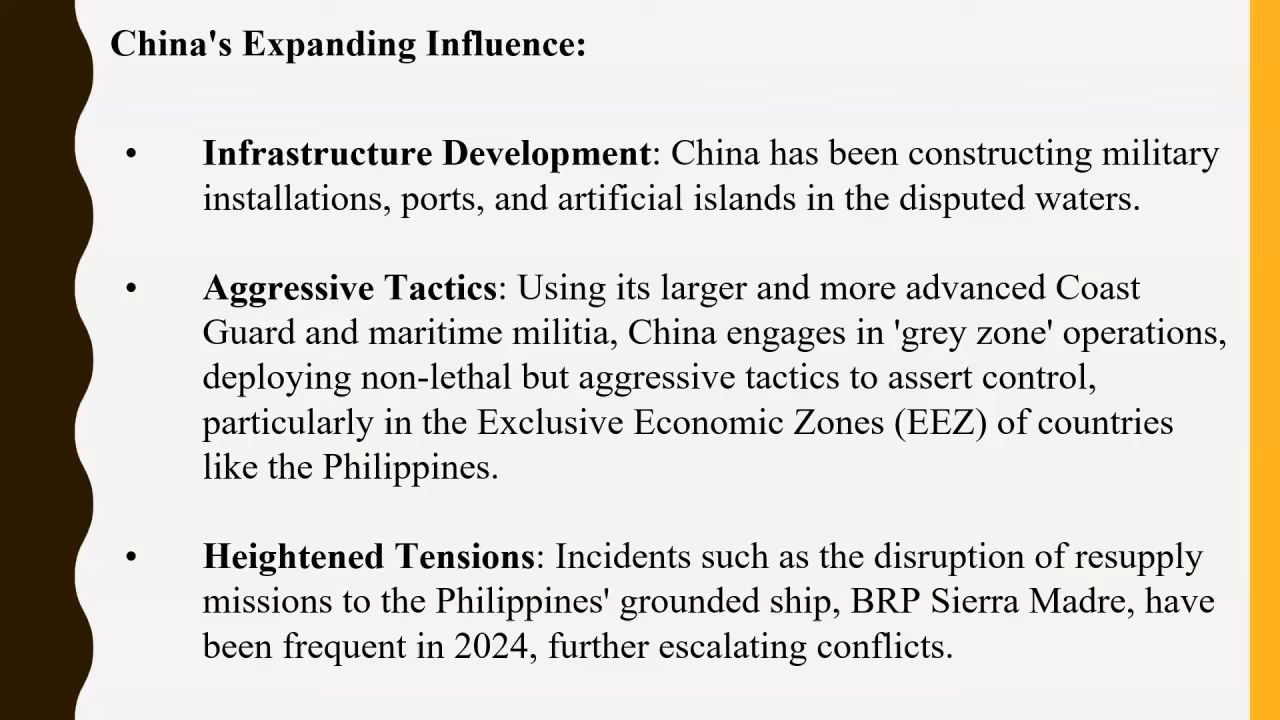 China's Expanding Influence:
• Infrastructure Development: China has been constructing military
installations, ports, and artificial islands in the disputed waters.
• Aggressive Tactics: Using its larger and more advanced Coast
Guard and maritime militia, China engages in 'grey zone' operations,
deploying non-lethal but aggressive tactics to assert control,
particularly in the Exclusive Economic Zones (EEZ) of countries
like the Philippines.
• Heightened Tensions: Incidents such as the disruption of resupply
missions to the Philippines' grounded ship, BRP Sierra Madre, have
been frequent in 2024, further escalating conflicts.